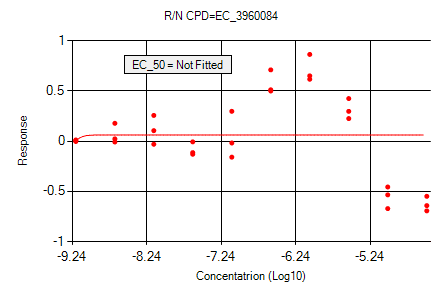 R/N CPD=EC_3960084
1
EC_50 = Not Fitted
0.5
0
-0.5
-1
Response
-9.24 -8.24 -7.24 -6.24 -5.24
Concentatrion (Log10)